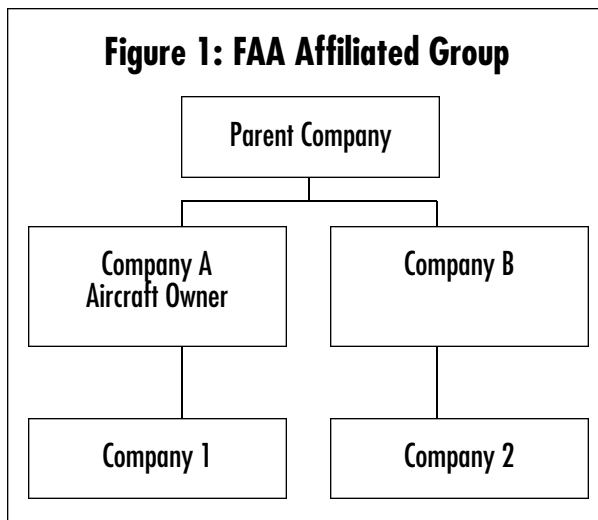 Figure 1: FAA Affiliated Group
Parent Company
Company A
Aircraft Owner
Company B
Company 1
Company 2